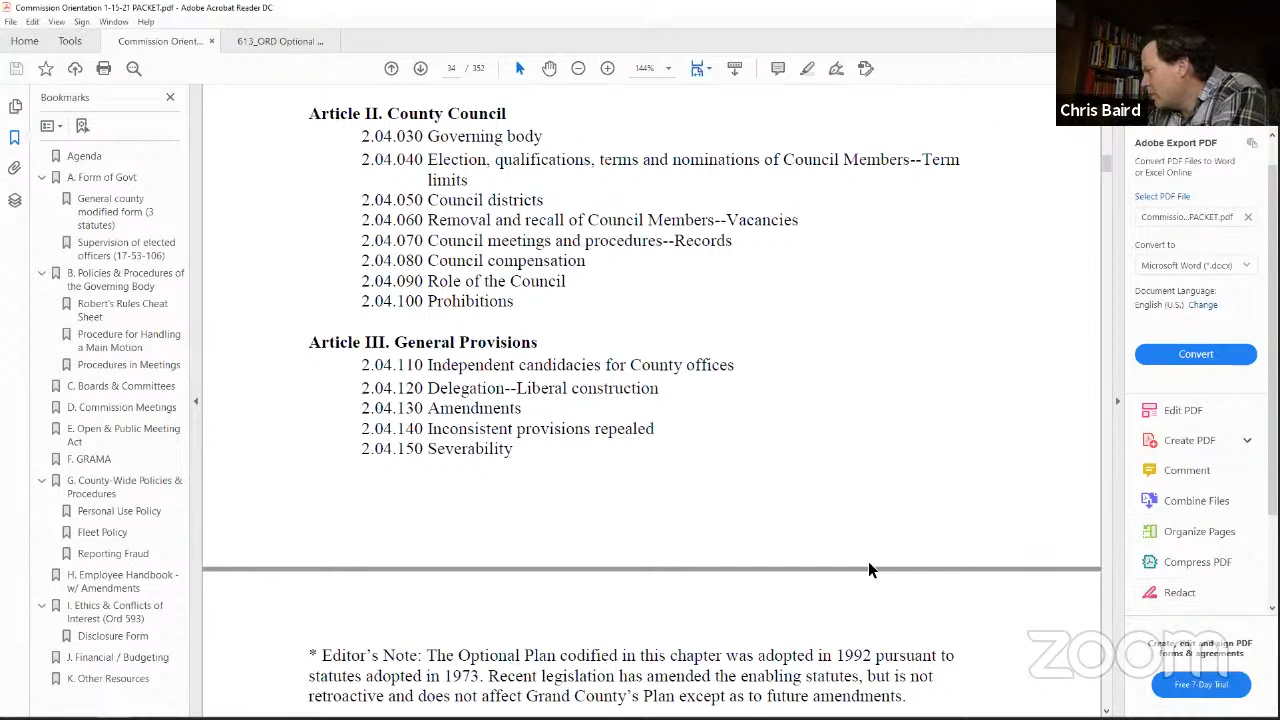 Commission Orientation 1-15-21 PACKET.pdf - Adobe Acrobat Reader DC
File Edit View Sign Window Help
Home Tools Commission Orient... × 613_ORD Optional ...
34 / 352 144%
Bookmarks
Agenda
A. Form of Govt
General county
modified form (3
statutes)
Supervision of elected
officers (17-53-106)
B. Policies & Procedures of
the Governing Body
Robert's Rules Cheat
Sheet
Procedure for Handling
a Main Motion
Procedures in Meetings
C. Boards & Committees
D. Commission Meetings
E. Open & Public Meeting
Act
F. GRAMA
G. County-Wide Policies &
Procedures
Personal Use Policy
Fleet Policy
Reporting Fraud
H. Employee Handbook -
w/ Amendments
I. Ethics & Conflicts of
Interest (Ord 593)
Disclosure Form
J. Financial / Budgeting
K. Other Resources
Article II. County Council
2.04.030 Governing body
2.04.040 Election, qualifications, terms and nominations of Council Members--Term
limits
2.04.050 Council districts
2.04.060 Removal and recall of Council Members--Vacancies
2.04.070 Council meetings and procedures--Records
2.04.080 Council compensation
2.04.090 Role of the Council
2.04.100 Prohibitions
Article III. General Provisions
2.04.110 Independent candidacies for County offices
2.04.120 Delegation--Liberal construction
2.04.130 Amendments
2.04.140 Inconsistent provisions repealed
2.04.150 Severability
* Editor's Note: The Optional Plan codified in this chapter was adopted in 1992 pursuant to
statutes adopted in 1973. Recent legislation has amended the enabling statutes, but is not
retroactive and does not affect Grand County's Plan except as to future amendments.
Chris Baird
Adobe Export PDF
Convert PDF Files to Word
or Excel Online
Select PDF File
Commissio...PACKET.pdf ×
Convert to
Microsoft Word (*.docx)
Document Language:
English (U.S.) Change
Convert
Edit PDF
Create PDF
Comment
Combine Files
Organize Pages
Compress PDF
Redact
Create, edit and sign PDF
forms & agreements
Free 7-Day Trial
zoom